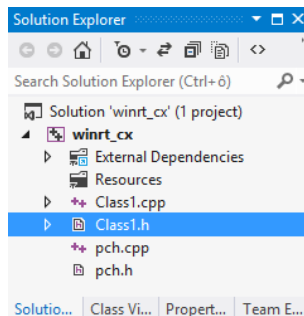 Solution Explorer
Search Solution Explorer (Ctrl+ô)
Solution 'winrt_cx' (1 project)
winrt_cx
External Dependencies
Resources
Class1.cpp
Class1.h
pch.cpp
pch.h
Solutio... Class Vi... Propert... Team E...